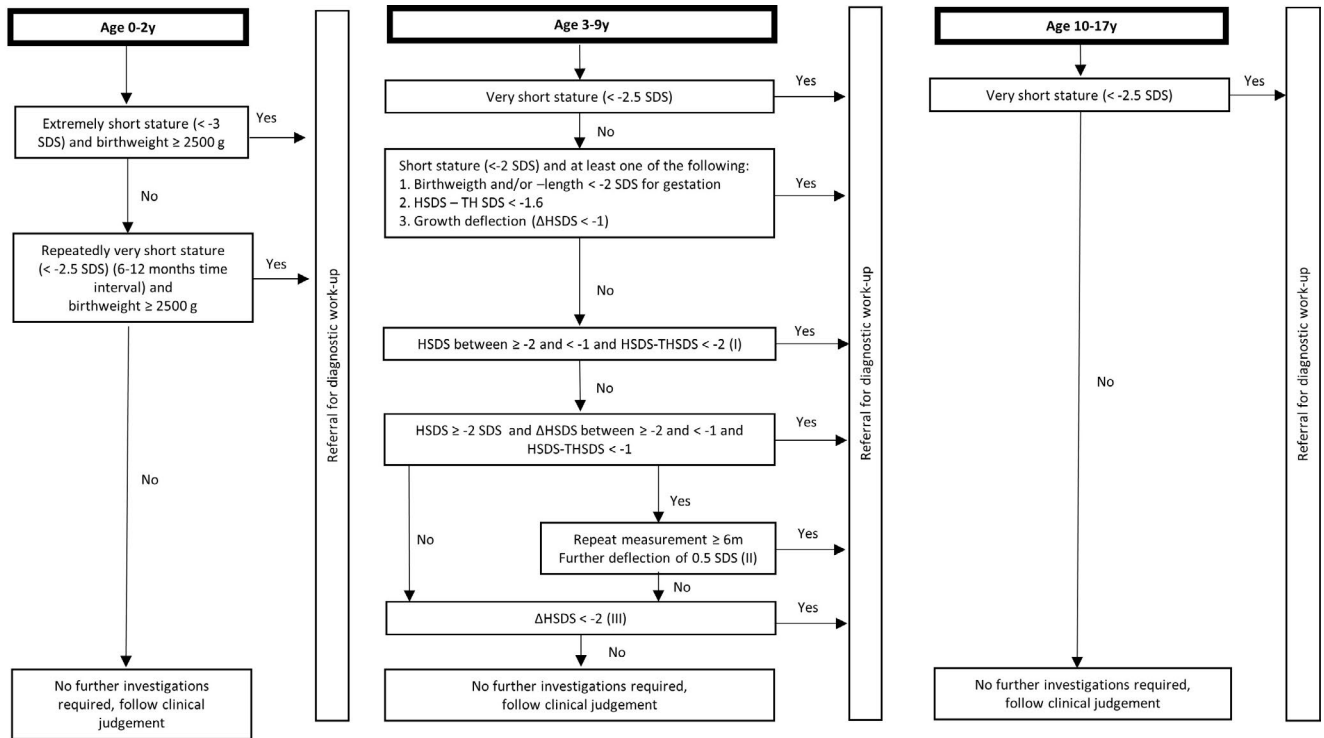 Age 0-2y
Extremely short stature (< -3
SDS) and birthweight ≥ 2500 g
Yes
No
Repeatedly very short stature
(< -2.5 SDS) (6-12 months time
interval) and
birthweight ≥ 2500 g
Yes
No
No further investigations
required, follow clinical
judgement
Referral for diagnostic work-up
Age 3-9y
Very short stature (< -2.5 SDS)
Yes
No
Short stature (<-2 SDS) and at least one of the following:
1. Birthweigth and/or –length < -2 SDS for gestation
2. HSDS – TH SDS < -1.6
3. Growth deflection (ΔHSDS < -1)
Yes
No
HSDS between ≥ -2 and < -1 and HSDS-THSDS < -2 (I)
Yes
No
HSDS ≥ -2 SDS and ΔHSDS between ≥ -2 and < -1 and
HSDS-THSDS < -1
Yes
Yes
No
Repeat measurement ≥ 6m
Further deflection of 0.5 SDS (II)
Yes
No
ΔHSDS < -2 (III)
Yes
No
No further investigations required,
follow clinical judgement
Referral for diagnostic work-up
Age 10-17y
Very short stature (< -2.5 SDS)
Yes
No
No further investigations required,
follow clinical judgement
Referral for diagnostic work-up